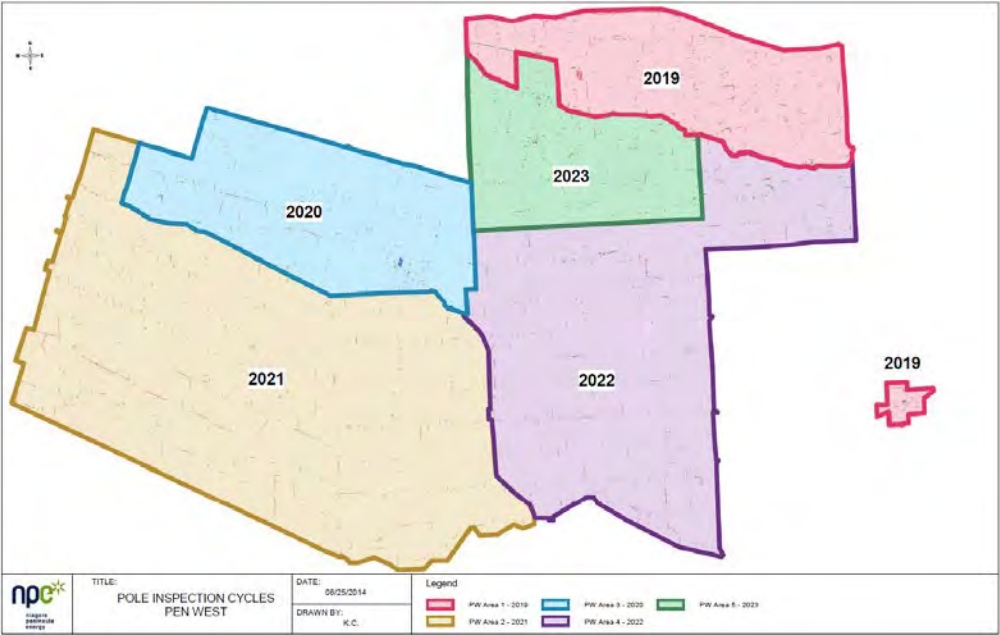 2019
2023
2020
2019
2021
2022
npe
niagara
peninsula
energy
TITLE:
POLE INSPECTION CYCLES
PEN WEST
DATE:
08/25/2014
DRAWN BY:
K.C.
Legend
PW Area 1 - 2019
PW Area 3 - 2020
PW Area 5 - 2023
PW Area 2 - 2021
PW Area 4 - 2022